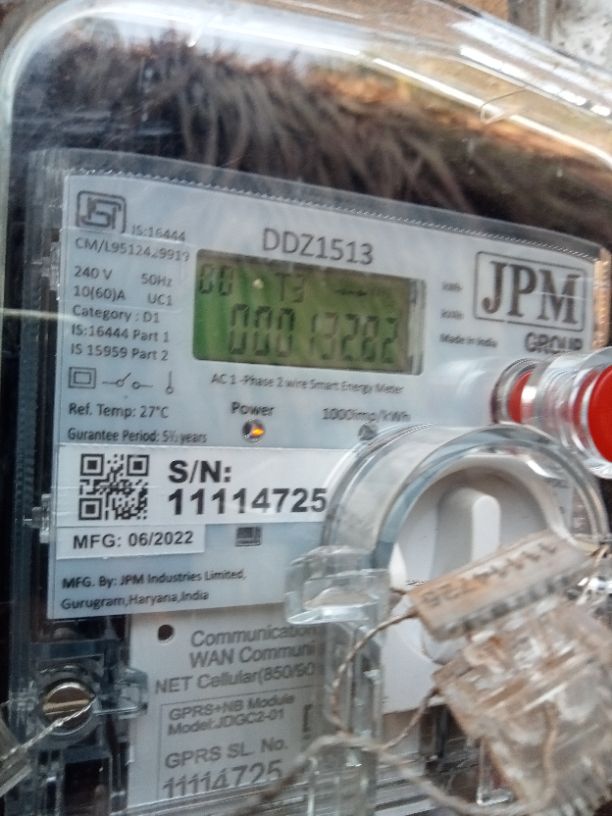 IS:16444
CM/L9512429919
DDZ1513
240 V 50Hz
10(60)A UC1
Category : D1
IS:16444 Part 1
IS 15959 Part 2
00013282
JPM
GROUP
Made in India
AC 1 -Phase 2 wire Smart Energy Meter
Ref. Temp: 27°C
Power
1000imp/kWh
Gurantee Period: 5½ years
S/N:
11114725
MFG: 06/2022
MFG. By: JPM Industries Limited,
Gurugram,Haryana,India
Communication
WAN Communi
NET Cellular(850/90
GPRS+NB Module
Model:JDGC2-01
GPRS SL. No.
11114725